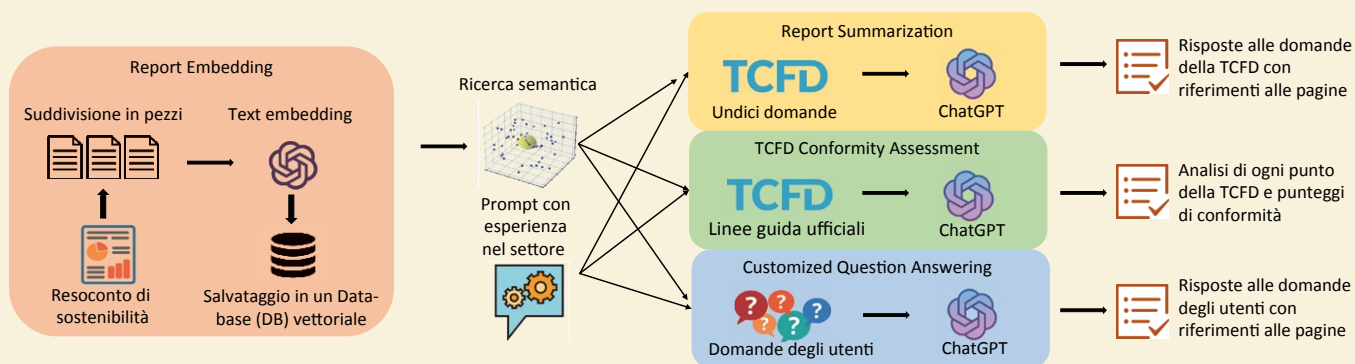 Report Embedding
Suddivisione in pezzi
Text embedding
Resoconto di
sostenibilità
Salvataggio in un Data-
base (DB) vettoriale
Ricerca semantica
Prompt con
esperienza
nel settore
Report Summarization
TCFD
Undici domande
ChatGPT
Risposte alle domande
della TCFD con
riferimenti alle pagine
TCFD Conformity Assessment
TCFD
Linee guida ufficiali
ChatGPT
Analisi di ogni punto
della TCFD e punteggi
di conformità
Customized Question Answering
? ? ? ? ?
Domande degli utenti
ChatGPT
Risposte alle domande
degli utenti con
riferimenti alle pagine